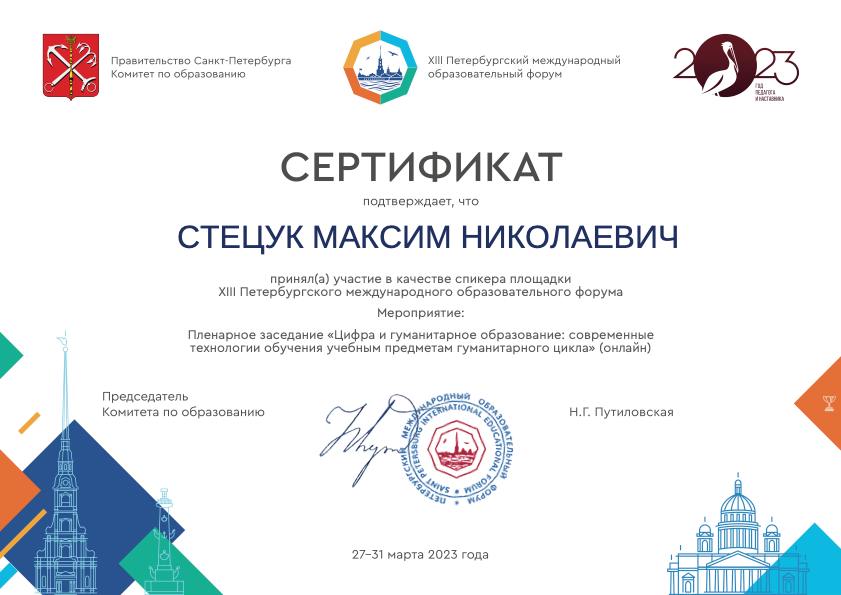 Правительство Санкт-Петербурга
Комитет по образованию
XIII Петербургский международный
образовательный форум
2023
ГОД
ПЕДАГОГА
И НАСТАВНИКА
СЕРТИФИКАТ
подтверждает, что
СТЕЦУК МАКСИМ НИКОЛАЕВИЧ
принял(а) участие в качестве спикера площадки
XIII Петербургского международного образовательного форума
Мероприятие:
Пленарное заседание «Цифра и гуманитарное образование: современные
технологии обучения учебным предметам гуманитарного цикла» (онлайн)
Председатель
Комитета по образованию
ПЕТЕРБУРГСКИЙ МЕЖДУНАРОДНЫЙ ОБРАЗОВАТЕЛЬНЫЙ ФОРУМ
SAINT PETERSBURG INTERNATIONAL EDUCATIONAL FORUM
Н.Г. Путиловская
27–31 марта 2023 года